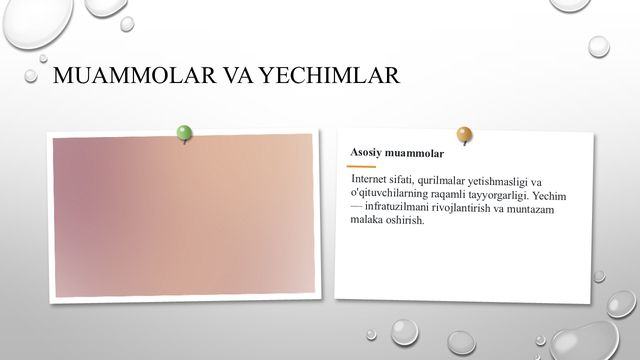 MUAMMOLAR VA YECHIMLAR
Asosiy muammolar
Internet sifati, qurilmalar yetishmasligi va
o'qituvchilarning raqamli tayyorgarligi. Yechim
— infratuzilmani rivojlantirish va muntazam
malaka oshirish.